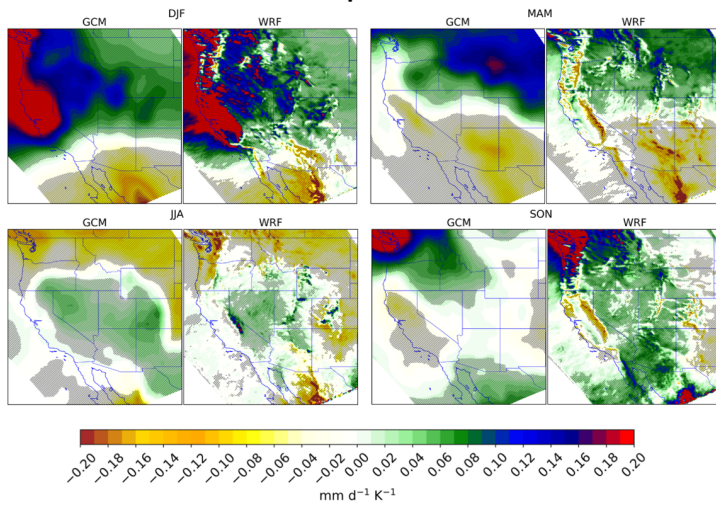 DJF
MAM
GCM
WRF
GCM
WRF
JJA
SON
GCM
WRF
GCM
WRF
−0.20
−0.18
−0.16
−0.14
−0.12
−0.10
−0.08
−0.06
−0.04
−0.02
−0.00
0.02
0.04
0.06
0.08
0.10
0.12
0.14
0.16
0.18
0.20
mm d⁻¹ K⁻¹